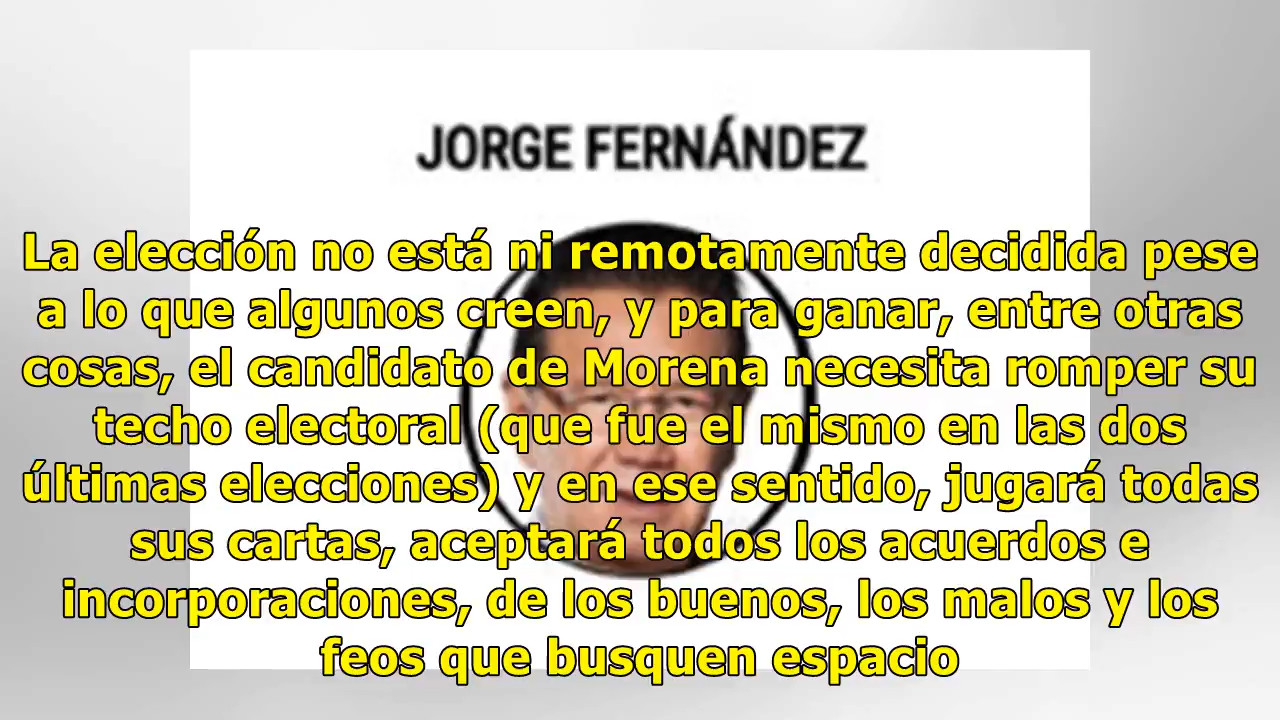 JORGE FERNÁNDEZ
La elección no está ni remotamente decidida pese
a lo que algunos creen, y para ganar, entre otras
cosas, el candidato de Morena necesita romper su
techo electoral (que fue el mismo en las dos
últimas elecciones) y en ese sentido, jugará todas
sus cartas, aceptará todos los acuerdos e
incorporaciones, de los buenos, los malos y los
feos que busquen espacio